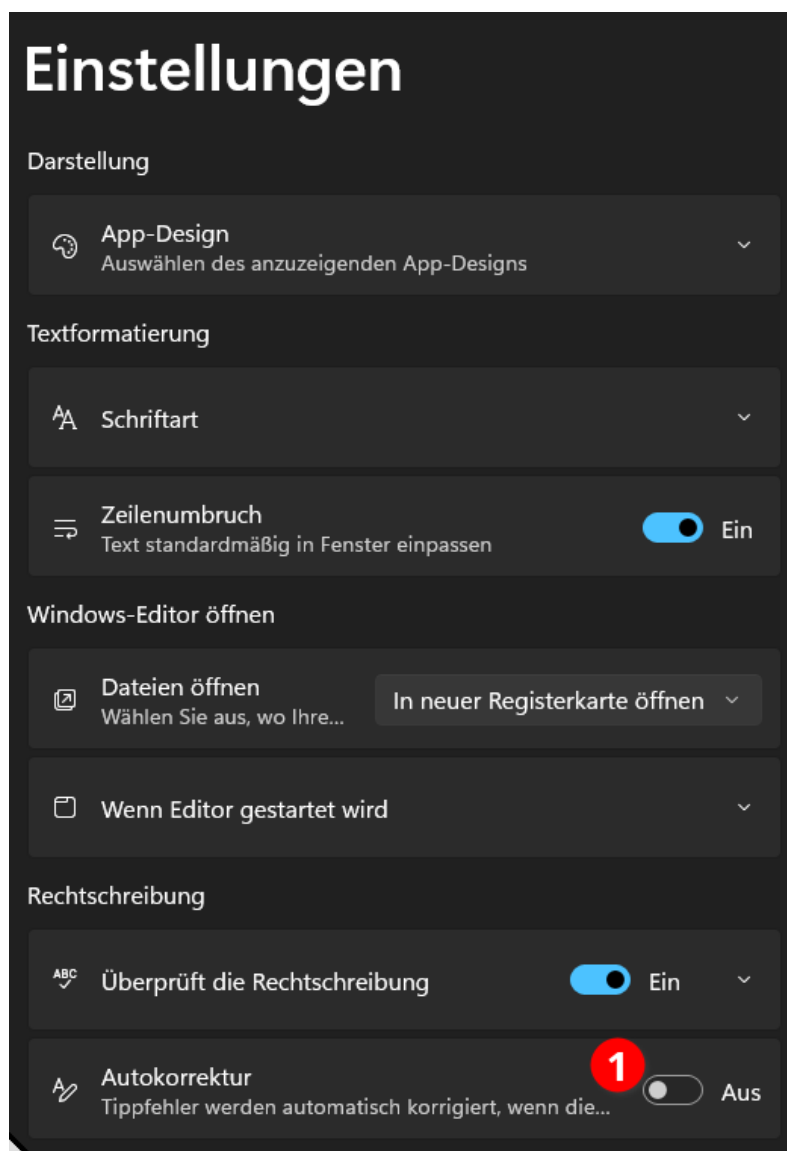 Einstellungen
Darstellung
App-Design
Auswählen des anzuzeigenden App-Designs
Textformatierung
AA Schriftart
Zeilenumbruch
Text standardmäßig in Fenster einpassen
Ein
Windows-Editor öffnen
Dateien öffnen
Wählen Sie aus, wo Ihre...
In neuer Registerkarte öffnen
Wenn Editor gestartet wird
Rechtschreibung
ABC Überprüft die Rechtschreibung Ein
Autokorrektur
Tippfehler werden automatisch korrigiert, wenn die...
1
Aus